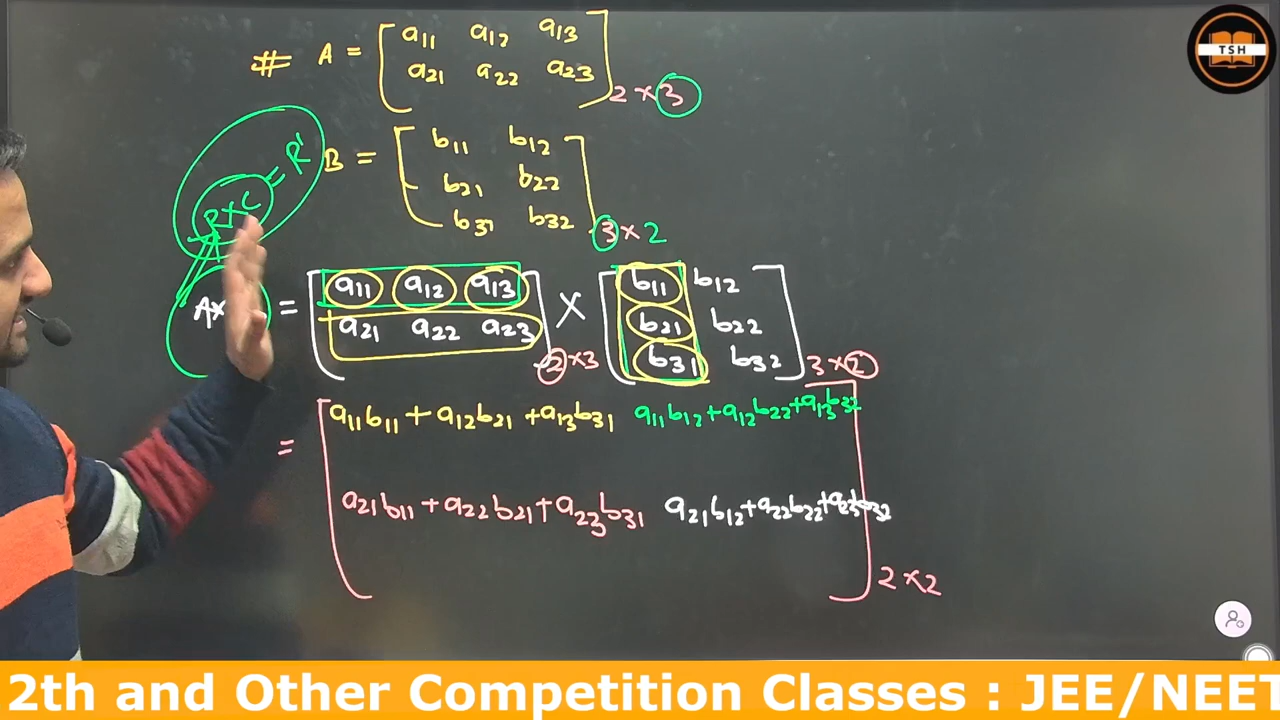 TSH
# A = [ a11 a12 a13
a21 a22 a23 ] 2 × 3
B = [ b11 b12
b21 b22
b31 b32 ] 3 × 2
R × C = R'
A× = [ a11 a12 a13
a21 a22 a23 ] 2 × 3 × [ b11 b12
b21 b22
b31 b32 ] 3 × 2
= [ a11b11 + a12b21 + a13b31 a11b12 + a12b22 + a13b32
a21b11 + a22b21 + a23b31 a21b12 + a22b22 + a23b32 ] 2 × 2
2th and Other Competition Classes : JEE/NEET